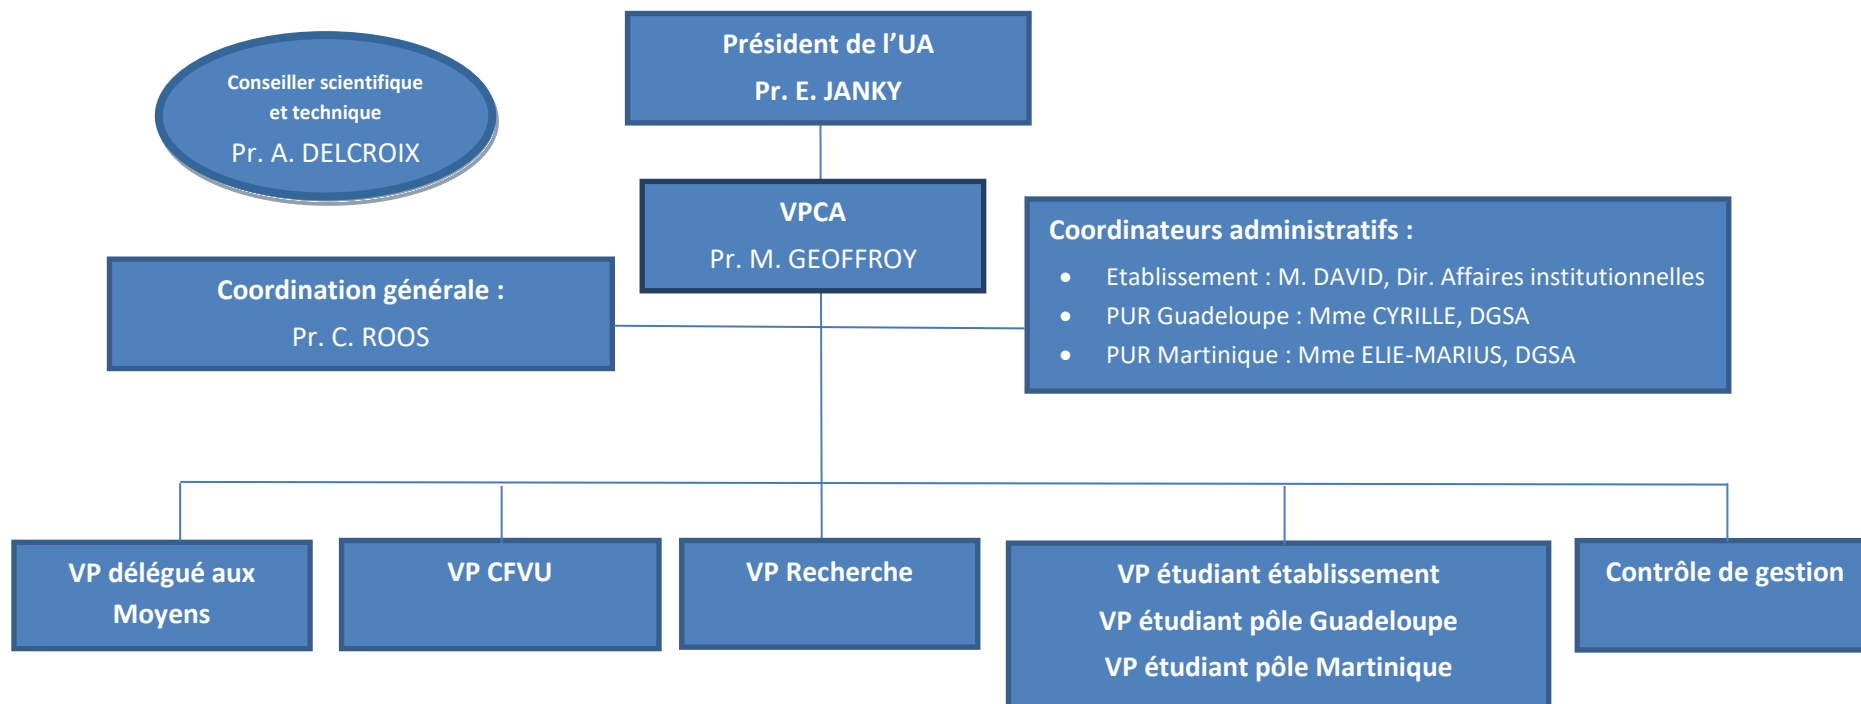 Président de l’UA
Pr. E. JANKY
Conseiller scientifique
et technique
Pr. A. DELCROIX
VPCA
Pr. M. GEOFFROY
Coordination générale :
Pr. C. ROOS
Coordinateurs administratifs :
• Etablissement : M. DAVID, Dir. Affaires institutionnelles
• PUR Guadeloupe : Mme CYRILLE, DGSA
• PUR Martinique : Mme ELIE-MARIUS, DGSA
VP délégué aux
Moyens
VP CFVU
VP Recherche
VP étudiant établissement
VP étudiant pôle Guadeloupe
VP étudiant pôle Martinique
Contrôle de gestion